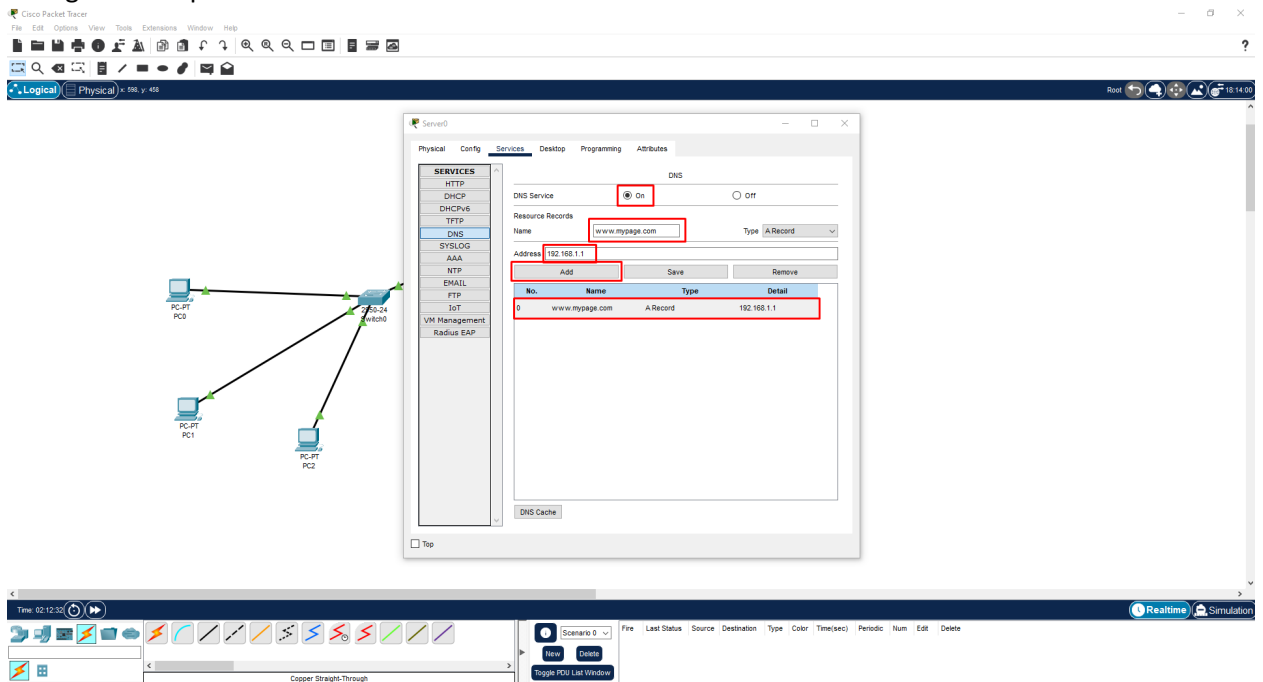 Cisco Packet Tracer
File Edit Options View Tools Extensions Window Help
?
Logical Physical x: 598, y: 458
Root 18:14:00
Server0
Physical Config Services Desktop Programming Attributes
SERVICES
HTTP
DHCP
DHCPv6
TFTP
DNS
SYSLOG
AAA
NTP
EMAIL
FTP
IoT
VM Management
Radius EAP
DNS
DNS Service On Off
Resource Records
Name www.mypage.com Type A Record
Address 192.168.1.1
Add Save Remove
No. Name Type Detail
0 www.mypage.com A Record 192.168.1.1
DNS Cache
Top
PC-PT
PC0
2950-24
Switch0
PC-PT
PC1
PC-PT
PC2
Time: 02:12:32
Realtime Simulation
Scenario 0
New Delete
Toggle PDU List Window
Fire Last Status Source Destination Type Color Time(sec) Periodic Num Edit Delete
Copper Straight-Through